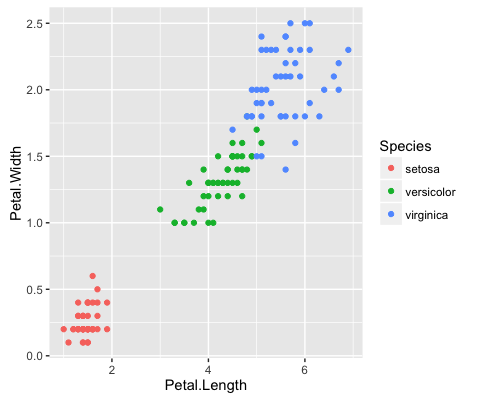 2.5
2.0
1.5
1.0
0.5
0.0
2 4 6
Petal.Length
Petal.Width
Species
setosa
versicolor
virginica